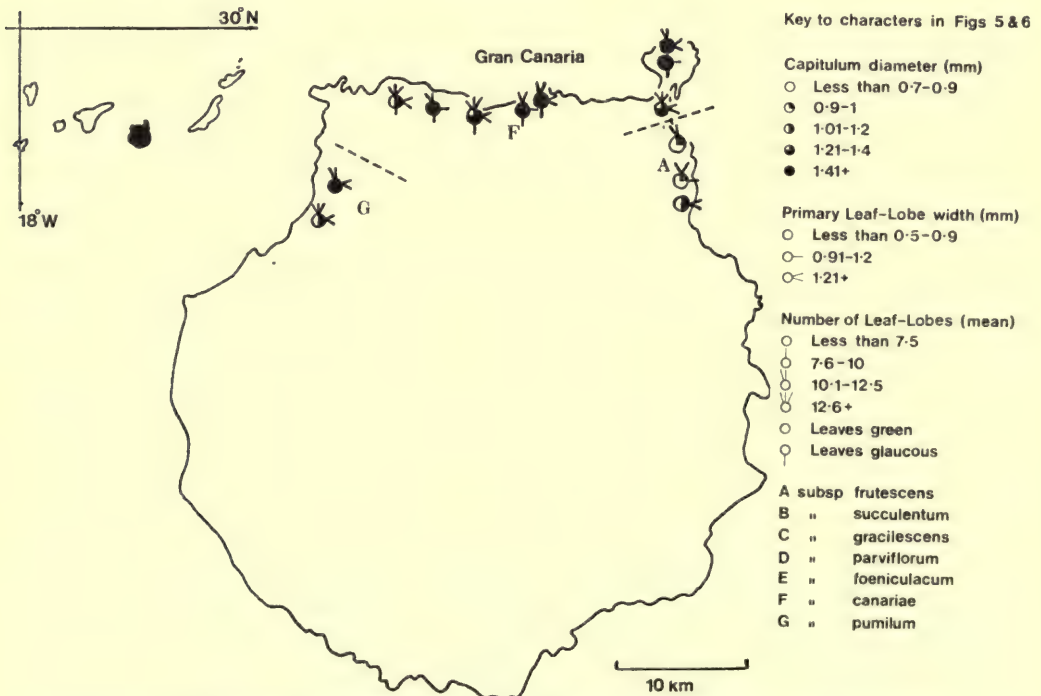 30°N
18°W
Gran Canaria
F
A
G
10 km
Key to characters in Figs 5 & 6
Capitulum diameter (mm)
Less than 0·7-0·9
0·9-1
1·01-1·2
1·21-1·4
1·41+
Primary Leaf-Lobe width (mm)
Less than 0·5-0·9
0·91-1·2
1·21+
Number of Leaf-Lobes (mean)
Less than 7·5
7·6-10
10·1-12·5
12·6+
Leaves green
Leaves glaucous
A subsp frutescens
B " succulentum
C " gracilescens
D " parviflorum
E " foeniculacum
F " canariae
G " pumilum